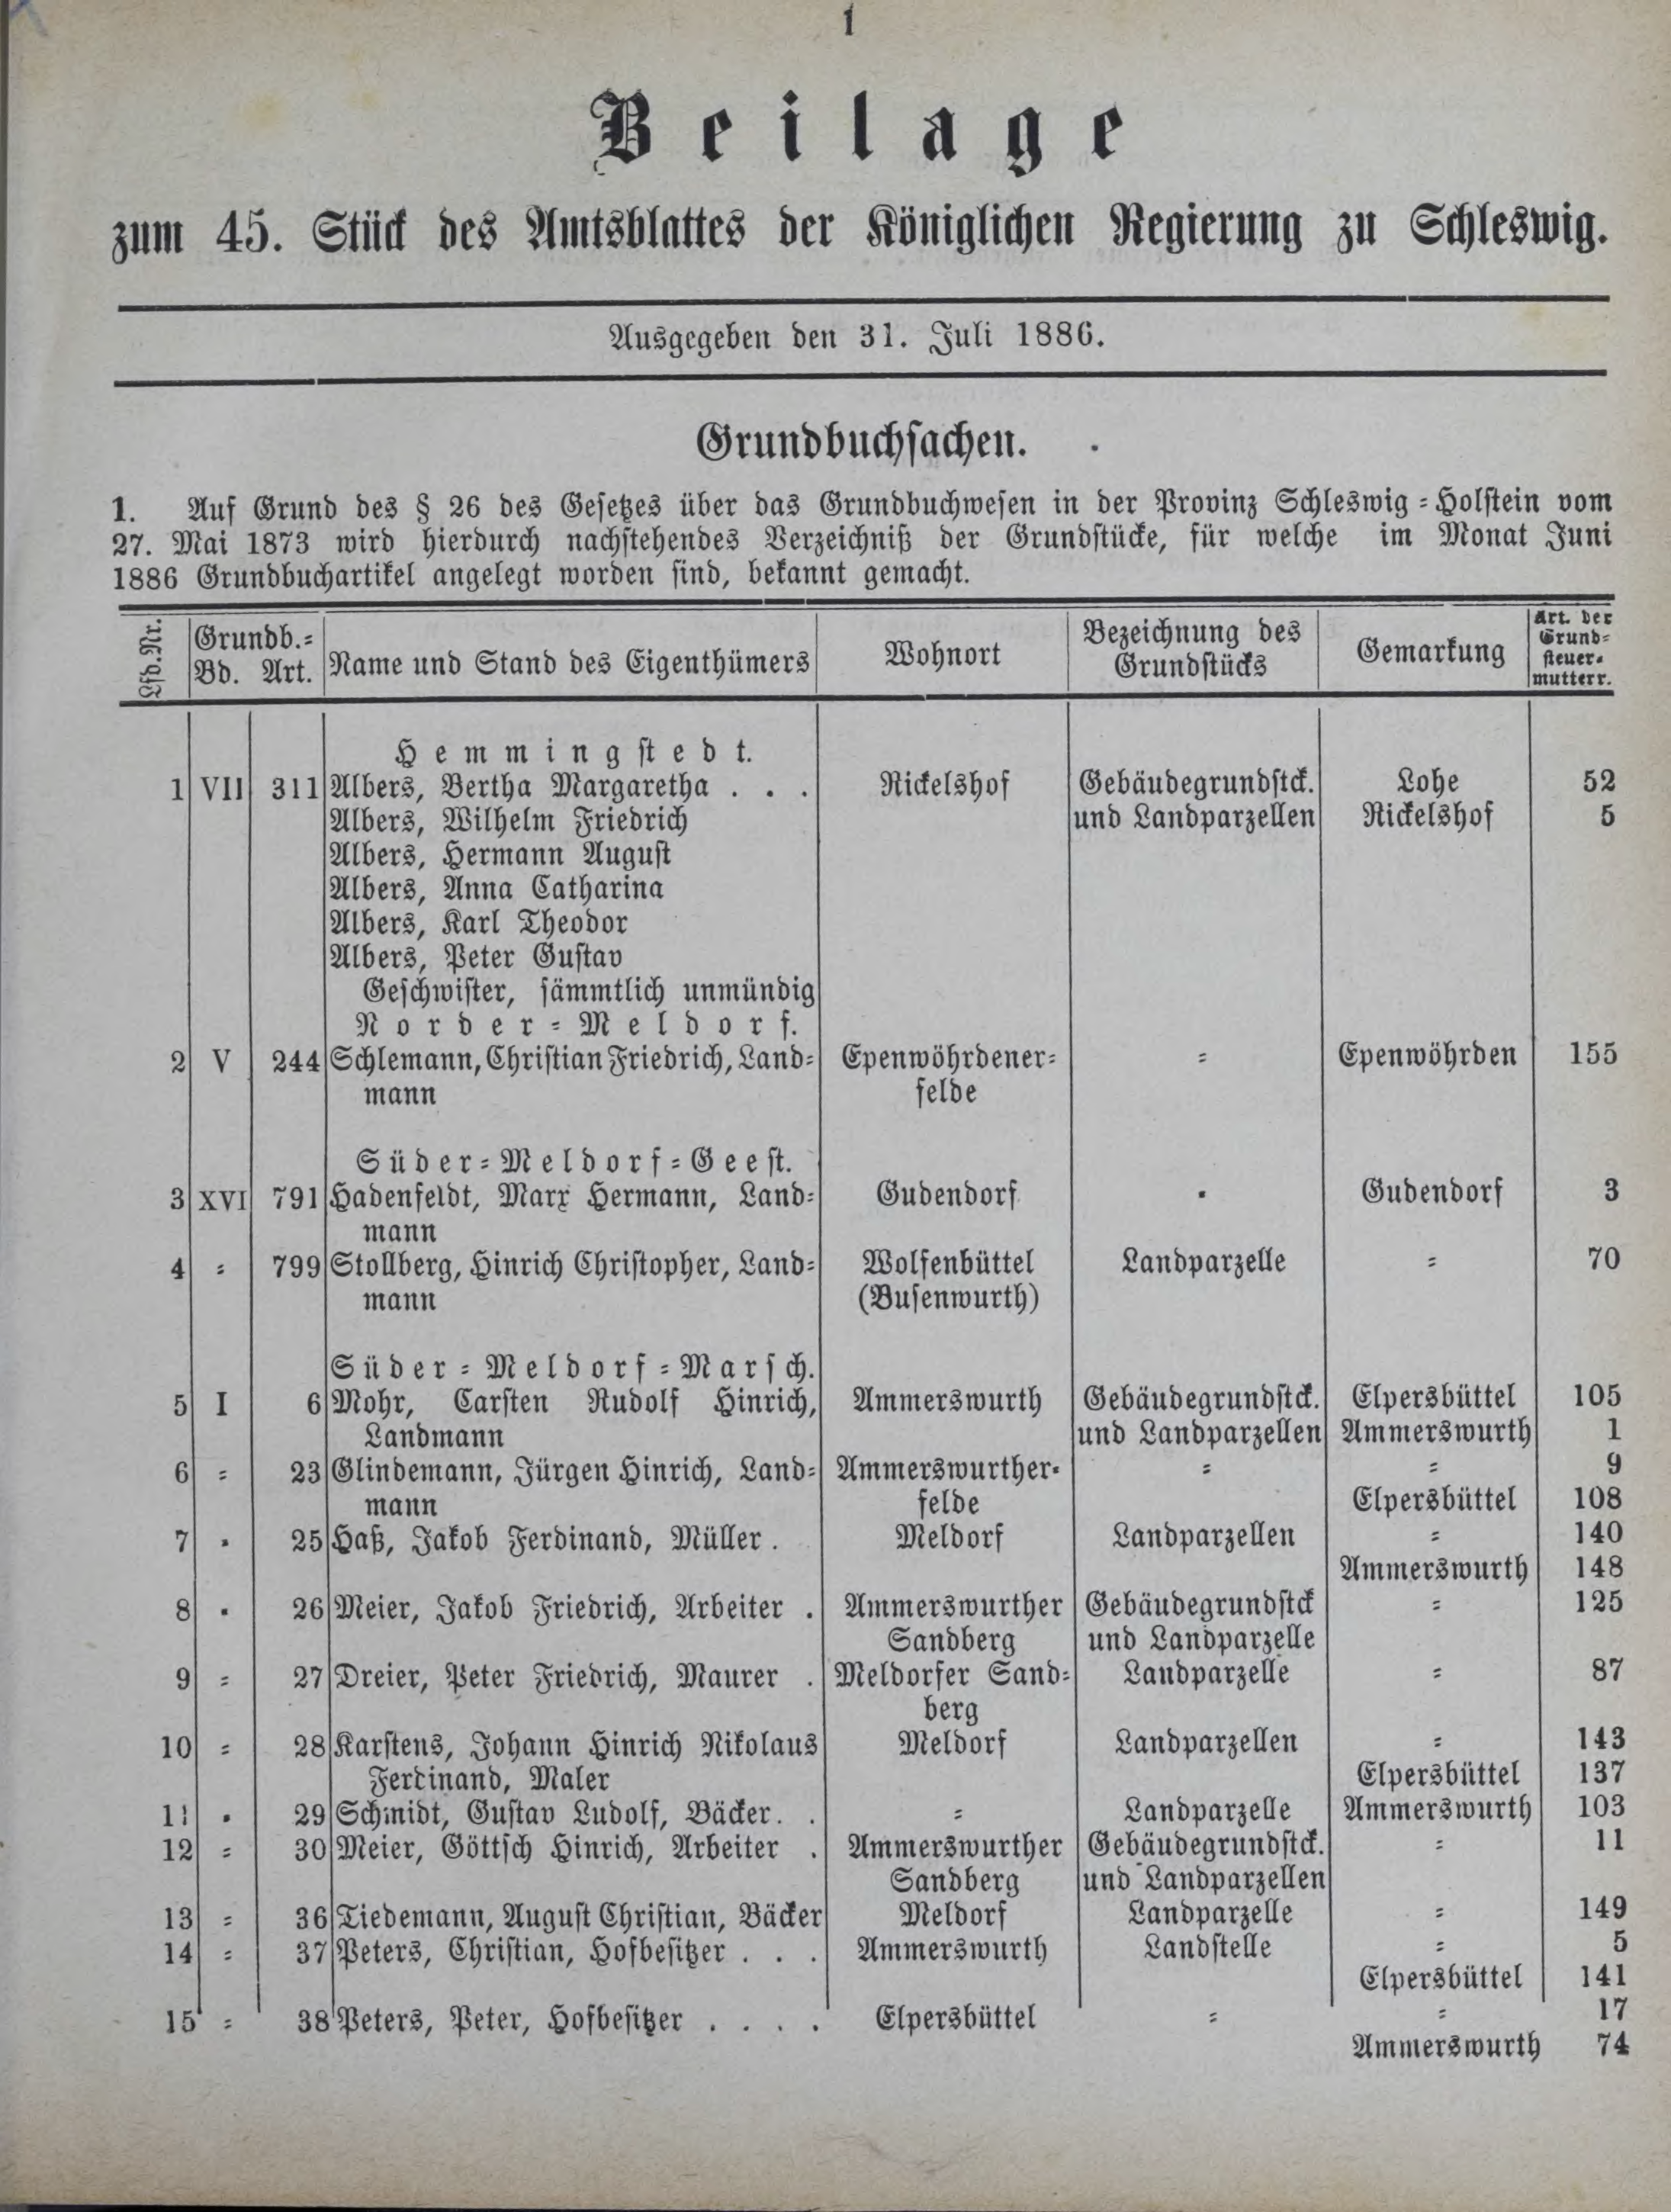 1
Beilage
zum 45. Stück des Amtsblattes der Königlichen Regierung zu Schleswig.
Ausgegeben den 31. Juli 1886.
Grundbuchsachen.
1. Auf Grund des § 26 des Gesetzes über das Grundbuchwesen in der Provinz Schleswig-Holstein vom
27. Mai 1873 wird hierdurch nachstehendes Verzeichniß der Grundstücke, für welche im Monat Juni
1886 Grundbuchartikel angelegt worden sind, bekannt gemacht.
Lfd. Nr. Grundb.- Bd. Art. Name und Stand des Eigenthümers Wohnort Bezeichnung des Grundstücks Gemarkung Art. der Grund-steuer-mutterr.
Hemmingstedt.
1 VII 311 Albers, Bertha Margaretha . . . Rickelshof Gebäudegrundstck. Lohe 52
Albers, Wilhelm Friedrich und Landparzellen Rickelshof 5
Albers, Hermann August
Albers, Anna Catharina
Albers, Karl Theodor
Albers, Peter Gustav
Geschwister, sämmtlich unmündig
Norder-Meldorf.
2 V 244 Schlemann, Christian Friedrich, Land- Epenwöhrdener- = Epenwöhrden 155
mann felde
Süder-Meldorf-Geest.
3 XVI 791 Hadenfeldt, Marx Hermann, Land- Gudendorf = Gudendorf 3
mann
4 = 799 Stollberg, Hinrich Christopher, Land- Wolfenbüttel Landparzelle = 70
mann (Busenwurth)
Süder-Meldorf-Marsch.
5 I 6 Mohr, Carsten Rudolf Hinrich, Ammerswurth Gebäudegrundstck. Elpersbüttel 105
Landmann und Landparzellen Ammerswurth 1
6 = 23 Glindemann, Jürgen Hinrich, Land- Ammerswurther- = = 9
mann felde Elpersbüttel 108
7 = 25 Haß, Jakob Ferdinand, Müller . Meldorf Landparzellen = 140
Ammerswurth 148
8 = 26 Meier, Jakob Friedrich, Arbeiter . Ammerswurther Gebäudegrundstck = 125
Sandberg und Landparzelle
9 = 27 Dreier, Peter Friedrich, Maurer . Meldorfer Sand- Landparzelle = 87
berg
10 = 28 Karstens, Johann Hinrich Nikolaus Meldorf Landparzellen = 143
Ferdinand, Maler Elpersbüttel 137
11 = 29 Schmidt, Gustav Ludolf, Bäcker. . = Landparzelle Ammerswurth 103
12 = 30 Meier, Göttsch Hinrich, Arbeiter . Ammerswurther Gebäudegrundstck. = 11
Sandberg und Landparzellen
13 = 36 Tiedemann, August Christian, Bäcker Meldorf Landparzelle = 149
14 = 37 Peters, Christian, Hofbesitzer . . . Ammerswurth Landstelle = 5
Elpersbüttel 141
15 = 38 Peters, Peter, Hofbesitzer . . . . Elpersbüttel = = 17
Ammerswurth 74